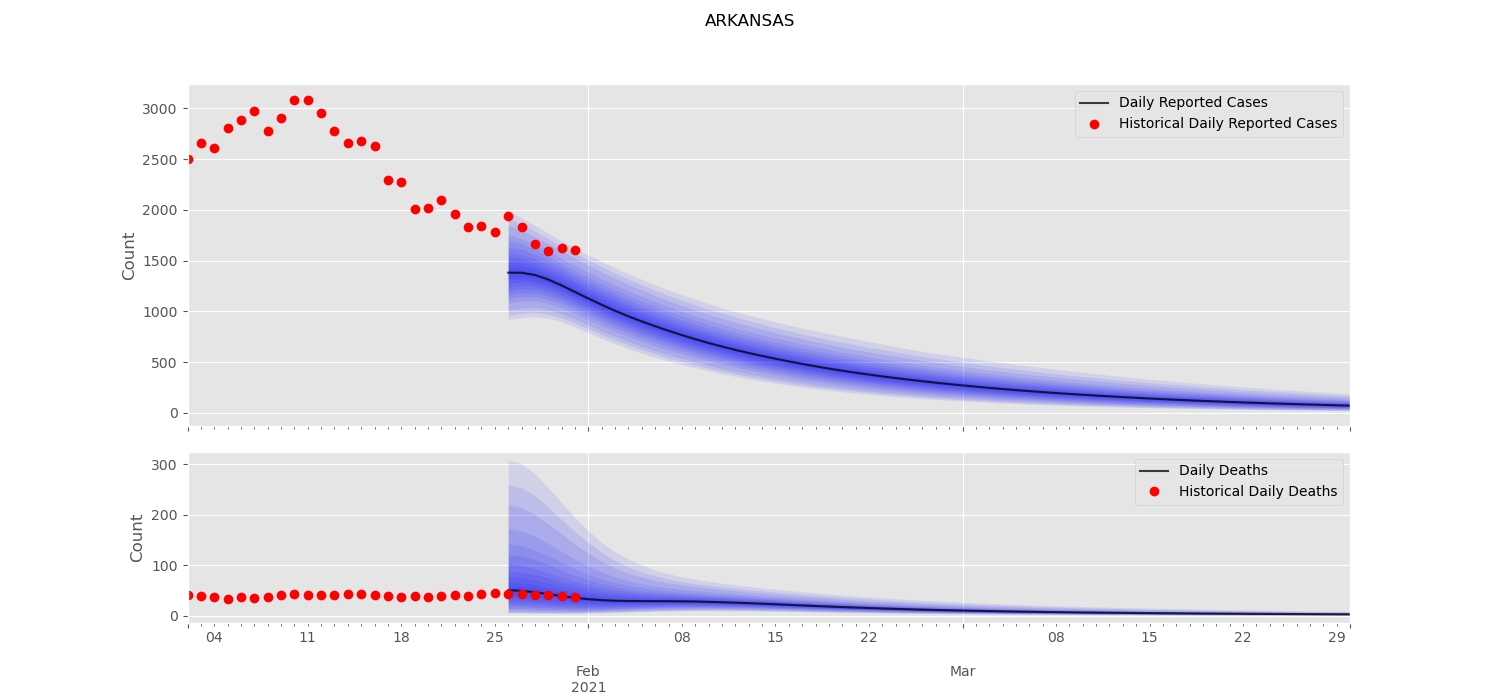 ARKANSAS
3000
2500
2000
1500
1000
500
0
Count
Daily Reported Cases
Historical Daily Reported Cases
300
200
100
0
Count
Daily Deaths
Historical Daily Deaths
04 11 18 25 08 15 22 08 15 22 29
Feb Mar
2021